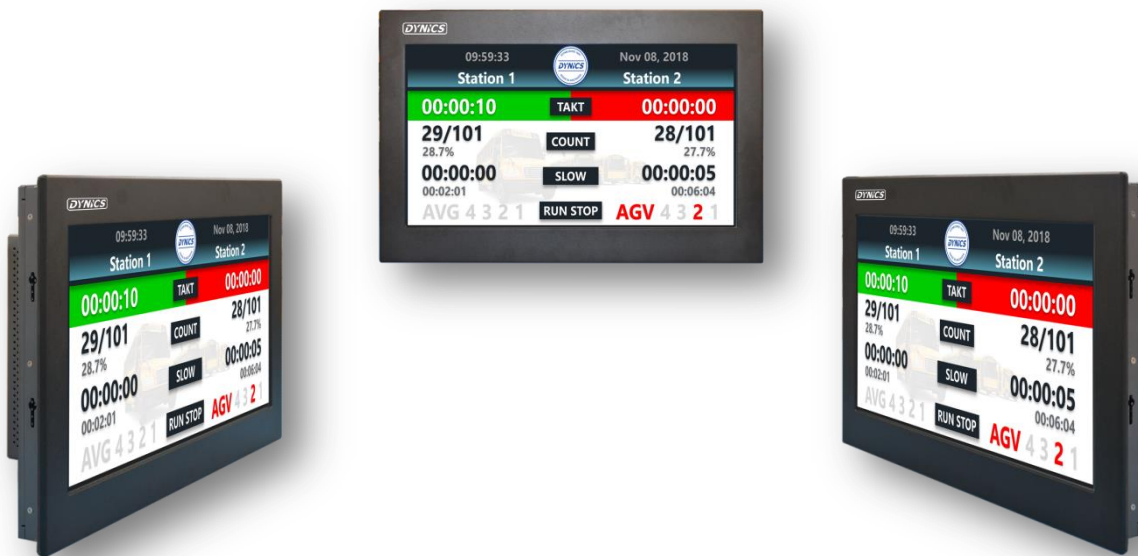 DYNICS
09:59:33 DYNICS Nov 08, 2018
Station 1 Station 2
00:00:10 TAKT 00:00:00
29/101 COUNT 28/101
28.7% 27.7%
00:00:00 SLOW 00:00:05
00:02:01 00:06:04
AVG 4 3 2 1 RUN STOP AGV 4 3 2 1
DYNICS
09:59:33 DYNICS Nov 08, 2018
Station 1 Station 2
00:00:10 TAKT 00:00:00
29/101 COUNT 28/101
28.7% 27.7%
00:00:00 SLOW 00:00:05
00:02:01 00:06:04
AVG 4 3 2 1 RUN STOP AGV 4 3 2 1
DYNICS
09:59:33 DYNICS Nov 08, 2018
Station 1 Station 2
00:00:10 TAKT 00:00:00
29/101 COUNT 28/101
28.7% 27.7%
00:00:00 SLOW 00:00:05
00:02:01 00:06:04
AVG 4 3 2 1 RUN STOP AGV 4 3 2 1